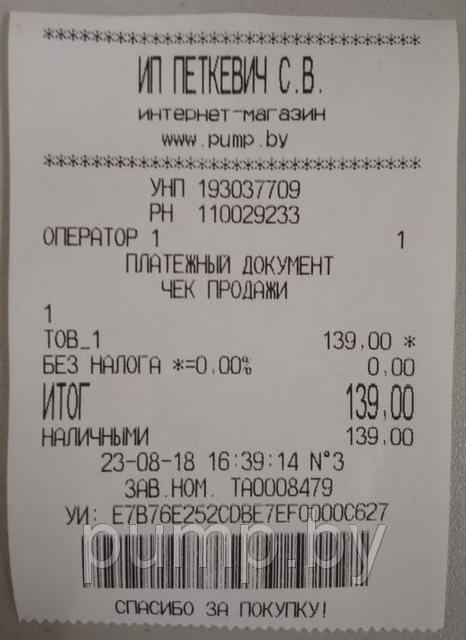 ************************************
ИП ПЕТКЕВИЧ С.В.
интернет-магазин
www.pump.by
************************************
УНП 193037709
РН 110029233
ОПЕРАТОР 1 1
ПЛАТЕЖНЫЙ ДОКУМЕНТ
ЧЕК ПРОДАЖИ
1
ТОВ_1 139,00 *
БЕЗ НАЛОГА *=0,00% 0,00
ИТОГ 139,00
НАЛИЧНЫМИ 139,00
23-08-18 16:39:14 N°3
ЗАВ.НОМ. ТА0008479
УИ: E7B76E252CDBE7EF0000C627
pump.by
СПАСИБО ЗА ПОКУПКУ!